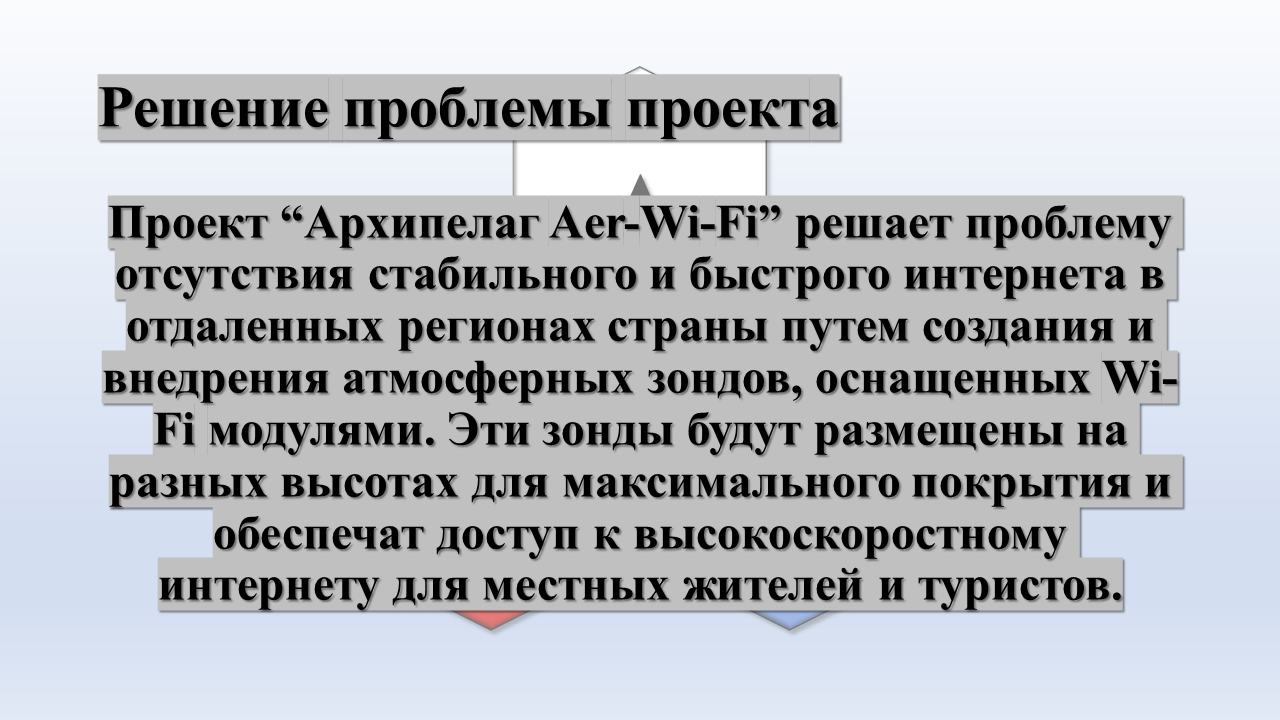 Решение проблемы проекта
Проект “Архипелаг Aer-Wi-Fi” решает проблему
отсутствия стабильного и быстрого интернета в
отдаленных регионах страны путем создания и
внедрения атмосферных зондов, оснащенных Wi-
Fi модулями. Эти зонды будут размещены на
разных высотах для максимального покрытия и
обеспечат доступ к высокоскоростному
интернету для местных жителей и туристов.